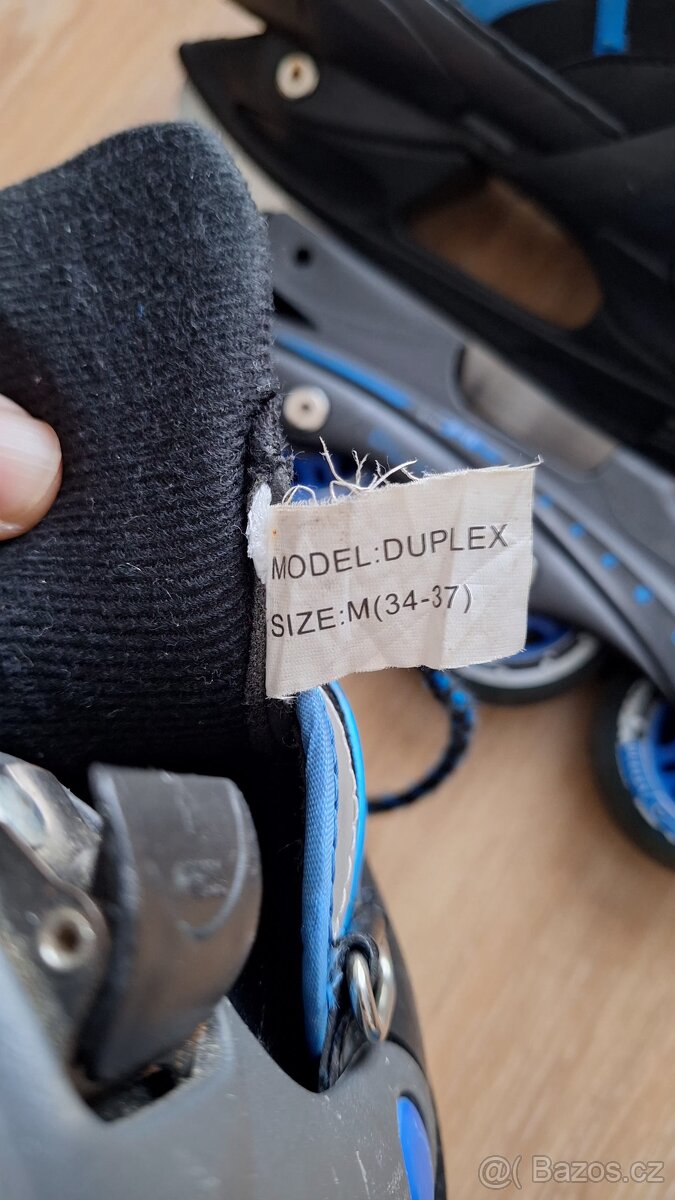 MODEL:DUPLEX
SIZE:M(34-37)
@( Bazos.cz